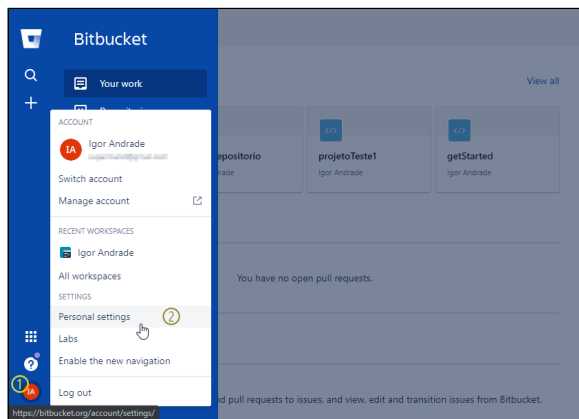 Bitbucket
Your work
View all
ACCOUNT
IA
Igor Andrade
Switch account
Manage account
RECENT WORKSPACES
Igor Andrade
All workspaces
SETTINGS
Personal settings
2
Labs
Enable the new navigation
1
IA
Log out
https://bitbucket.org/account/settings/
epositorio
rade
</>
projetoTeste1
Igor Andrade
</>
getStarted
Igor Andrade
You have no open pull requests.
d pull requests to issues, and view, edit and transition issues from Bitbucket.